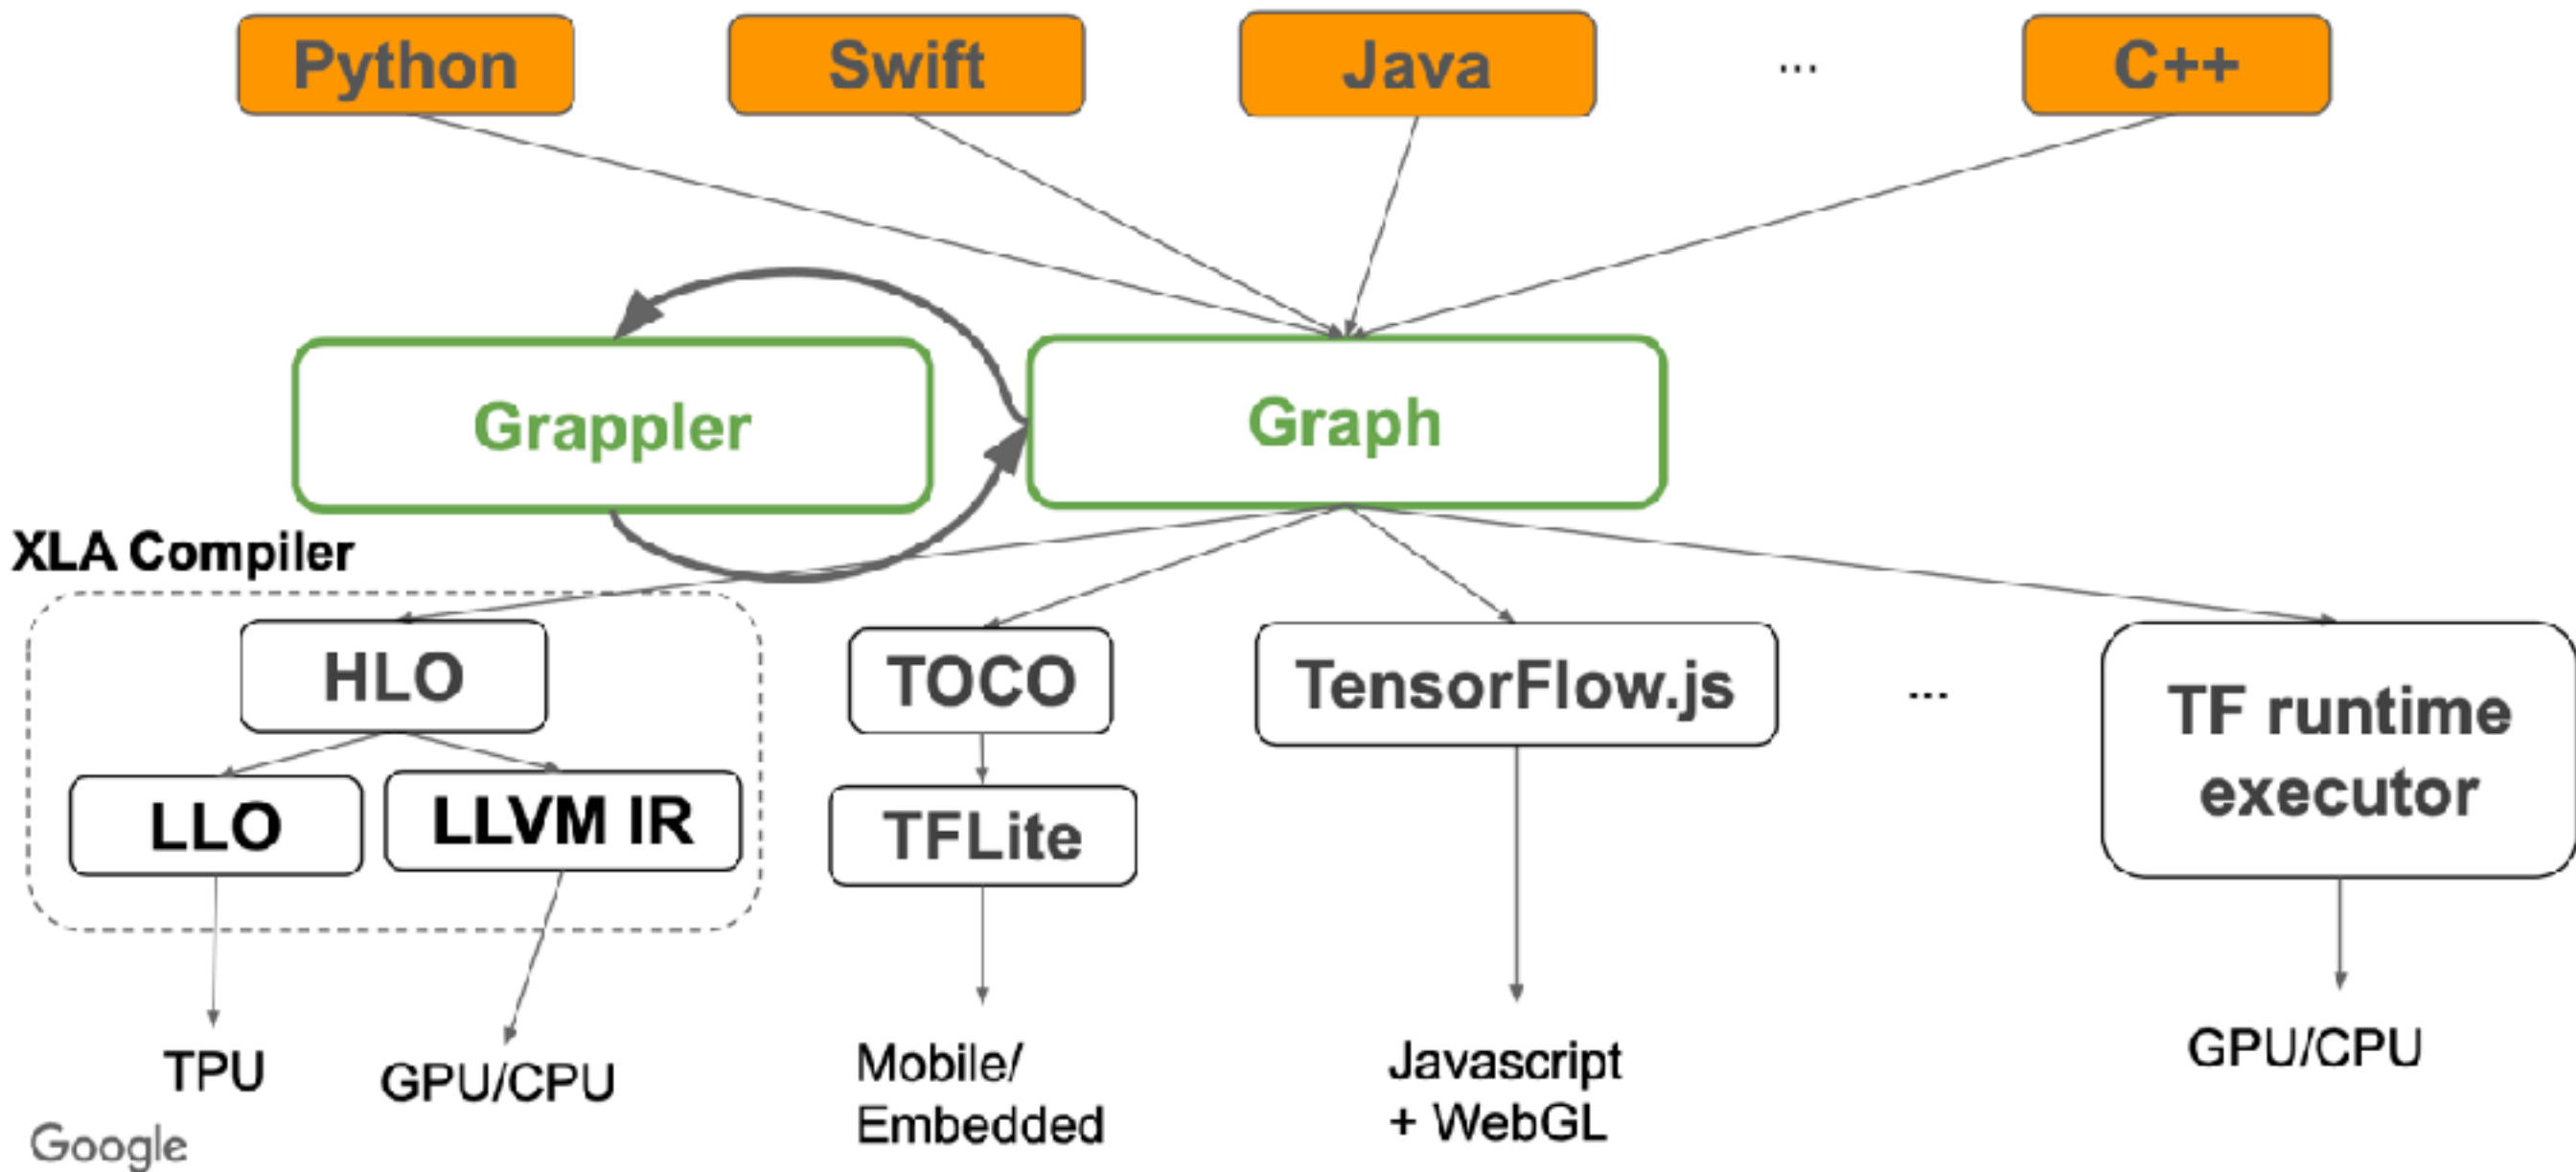 Python
Swift
Java
...
C++
Grappler
Graph
XLA Compiler
HLO
TOCO
TensorFlow.js
...
TF runtime
executor
LLO
LLVM IR
TFLite
TPU
GPU/CPU
Mobile/
Embedded
Javascript
+ WebGL
GPU/CPU
Google